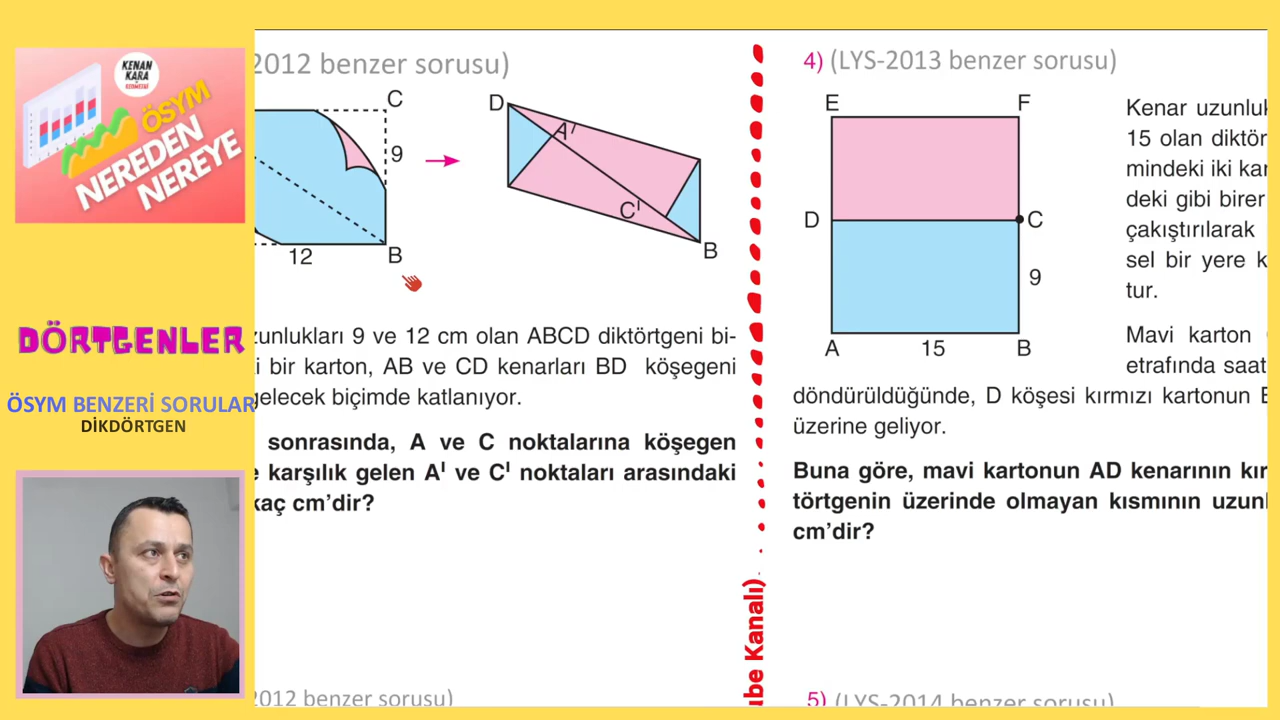 KENAN
KARA
ÖSYM
NEREDEN
NEREYE
DÖRTGENLER
ÖSYM BENZERİ SORULAR
DİKDÖRTGEN
2012 benzer sorusu)
C
9
12
B
D
A'
C'
B
zunlukları 9 ve 12 cm olan ABCD diktörtgeni bi-
i bir karton, AB ve CD kenarları BD köşegeni
gelecek biçimde katlanıyor.
sonrasında, A ve C noktalarına köşegen
e karşılık gelen A' ve C' noktaları arasındaki
kaç cm'dir?
2012 benzer sorusu)
ube Kanalı)
4) (LYS-2013 benzer sorusu)
E
F
D
C
9
A
15
B
Kenar uzunluk
15 olan diktör
mindeki iki kar
deki gibi birer
çakıştırılarak
sel bir yere k
tur.
Mavi karton
etrafında saat
döndürüldüğünde, D köşesi kırmızı kartonun E
üzerine geliyor.
Buna göre, mavi kartonun AD kenarının kır
törtgenin üzerinde olmayan kısmının uzunl
cm'dir?
5) (LYS-2014 benzer sorusu)